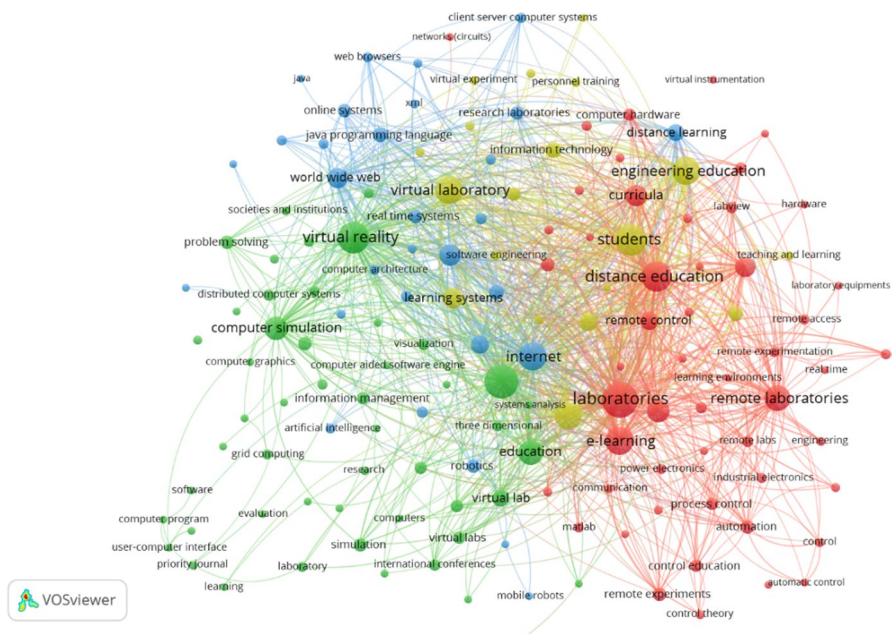 client server computer systems
networks (circuits)
web browsers
java
virtual experiment
personnel training
virtual instrumentation
xml
online systems
research laboratories
computer hardware
java programming language
distance learning
information technology
world wide web
engineering education
virtual laboratory
curricula
labview
hardware
societies and institutions
real time systems
virtual reality
students
problem solving
software engineering
teaching and learning
computer architecture
distance education
laboratory equipments
distributed computer systems
learning systems
computer simulation
remote control
remote access
visualization
internet
remote experimentation
computer graphics
computer aided software engine
real-time
learning environments
information management
systems analysis
laboratories
remote laboratories
artificial intelligence
three dimensional
education
e-learning
remote labs
engineering
grid computing
research
robotics
power electronics
industrial electronics
software
virtual lab
communication
process control
computer program
evaluation
computers
matlab
automation
user-computer interface
simulation
virtual labs
control
priority journal
laboratory
international conferences
control education
learning
mobile robots
remote experiments
automatic control
control theory
VOSviewer